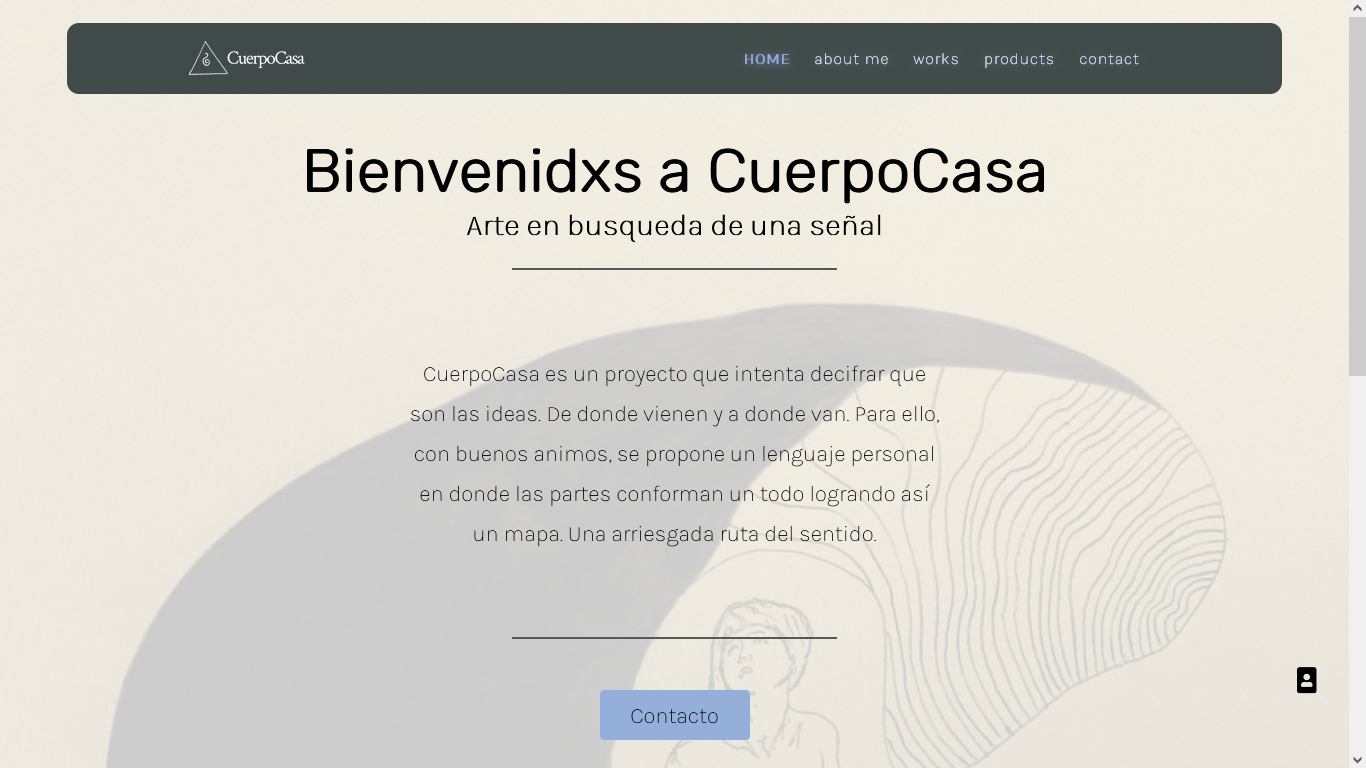 CuerpoCasa
HOME about me works products contact
Bienvenidxs a CuerpoCasa
Arte en busqueda de una señal
CuerpoCasa es un proyecto que intenta decifrar que
son las ideas. De donde vienen y a donde van. Para ello,
con buenos animos, se propone un lenguaje personal
en donde las partes conforman un todo logrando así
un mapa. Una arriesgada ruta del sentido.
Contacto